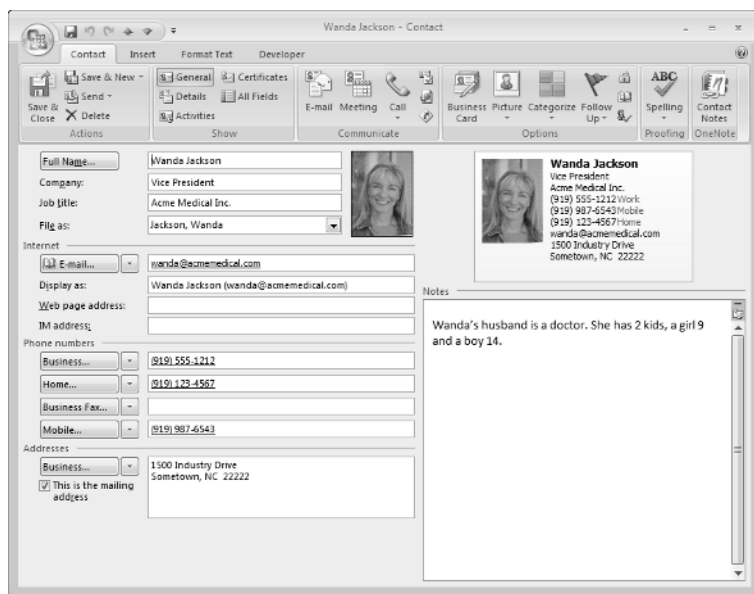 Wanda Jackson - Contact
Contact Insert Format Text Developer
Save & Close
Save & New
Send
Delete
Actions
General
Certificates
Details
All Fields
Activities
Show
E-mail Meeting Call
Communicate
Business Card
Picture
Categorize
Follow Up
Options
ABC
Spelling
Proofing
Contact Notes
OneNote
Full Name... Wanda Jackson
Company: Vice President
Job title: Acme Medical Inc.
File as: Jackson, Wanda
Internet
E-mail... wanda@acmemedical.com
Display as: Wanda Jackson (wanda@acmemedical.com)
Web page address:
IM address:
Phone numbers
Business... (919) 555-1212
Home... (919) 123-4567
Business Fax...
Mobile... (919) 987-6543
Addresses
Business... 1500 Industry Drive
Sometown, NC 22222
This is the mailing
address
Wanda Jackson
Vice President
Acme Medical Inc.
(919) 555-1212 Work
(919) 987-6543 Mobile
(919) 123-4567 Home
wanda@acmemedical.com
1500 Industry Drive
Sometown, NC 22222
Notes
Wanda's husband is a doctor. She has 2 kids, a girl 9
and a boy 14.